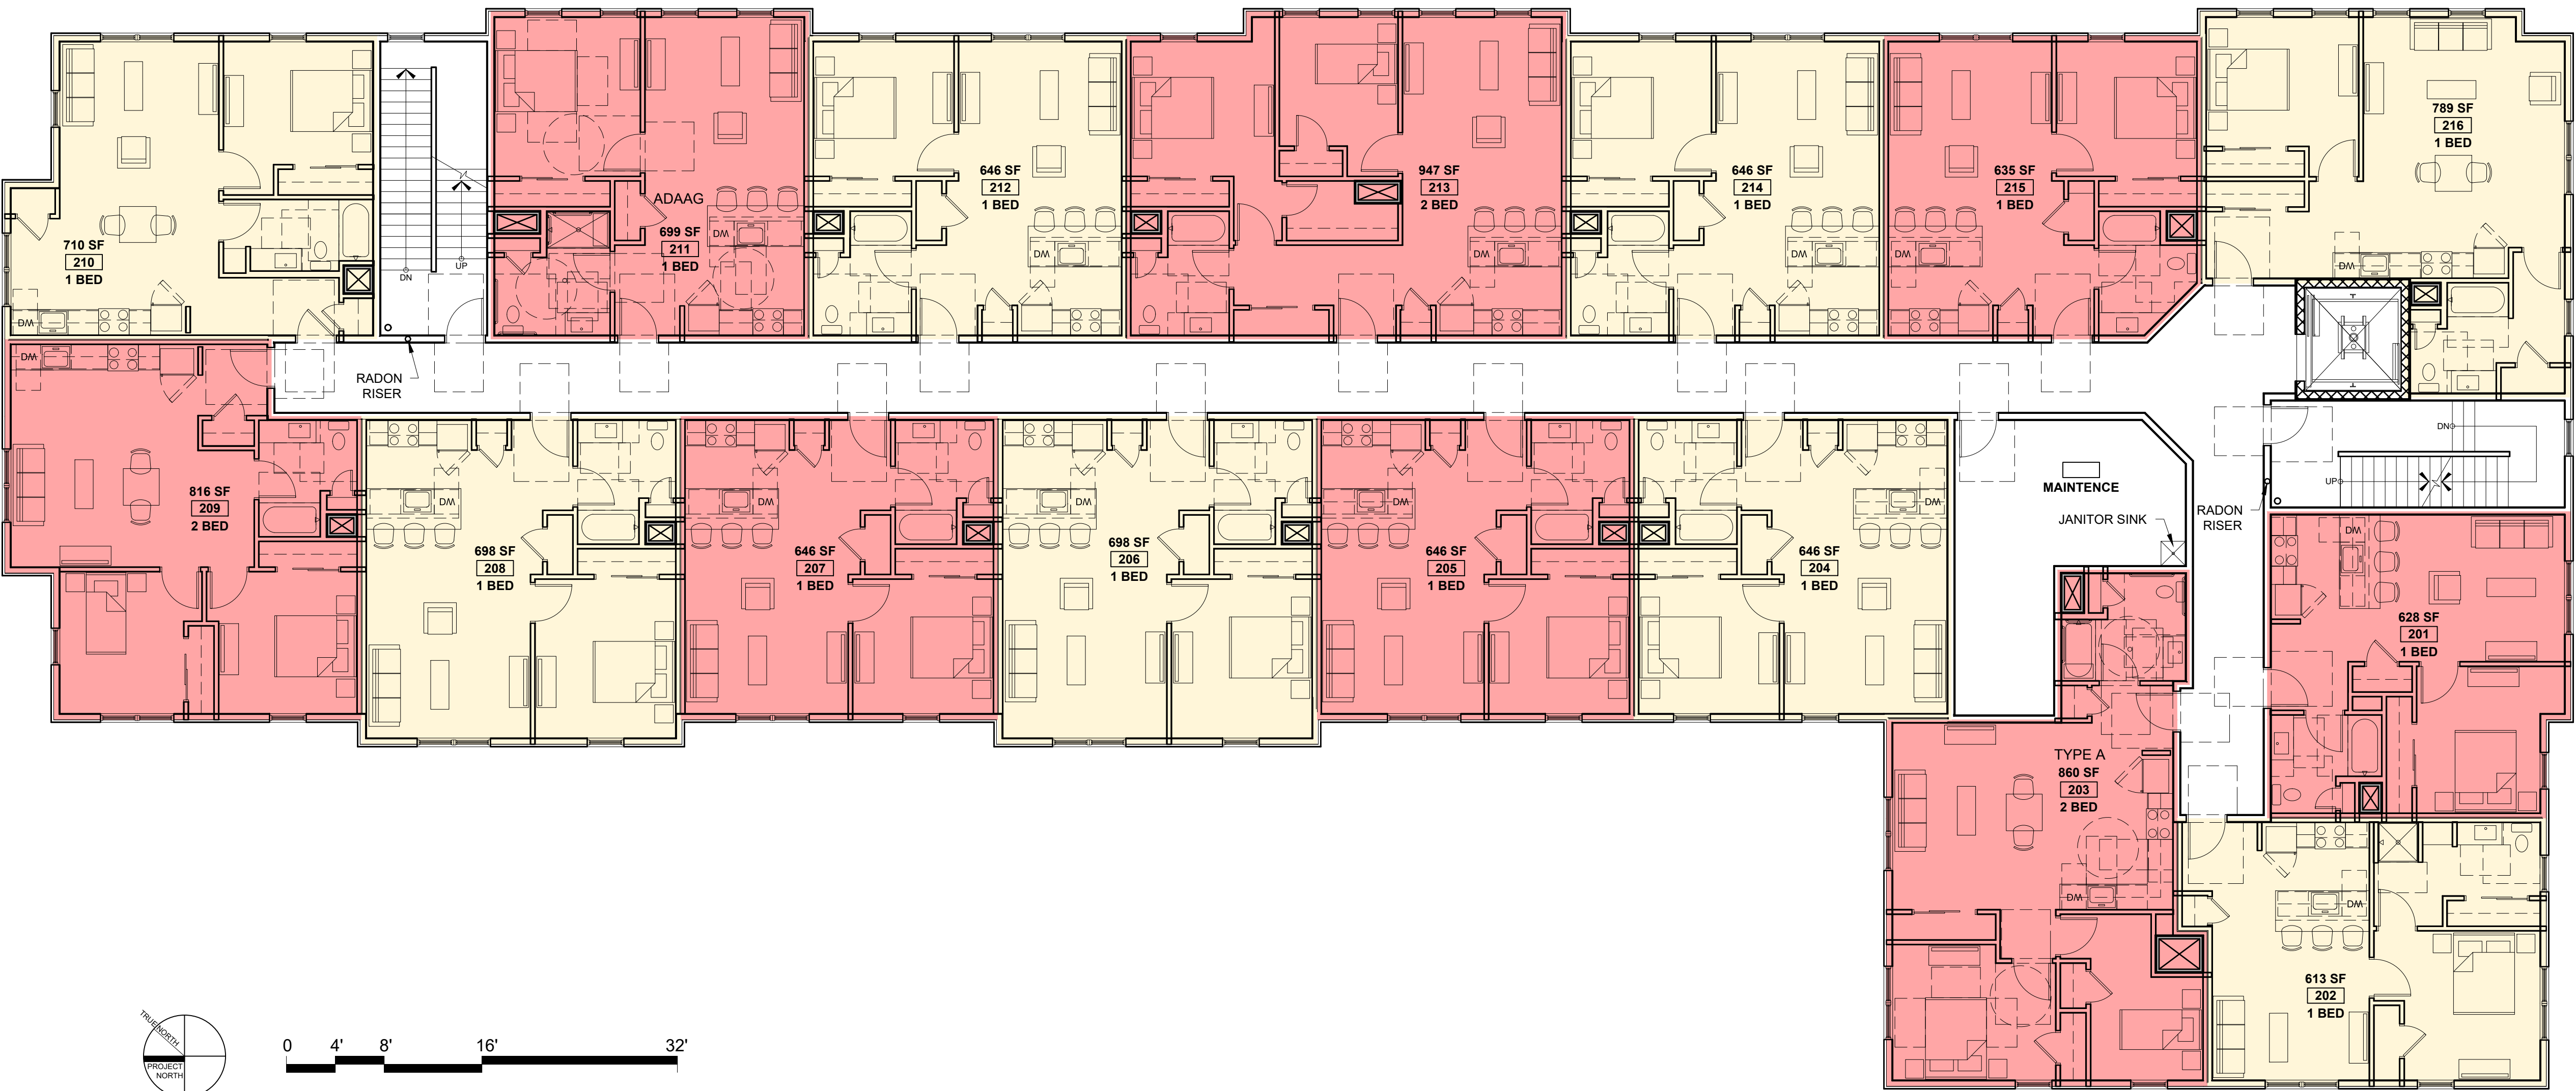 710 SF
210
1 BED
DW
DN
UP
RADON
RISER
ADAAG
699 SF
211
1 BED
DW
646 SF
212
1 BED
DW
947 SF
213
2 BED
DW
646 SF
214
1 BED
DW
635 SF
215
1 BED
DW
789 SF
216
1 BED
DW
DW
816 SF
209
2 BED
698 SF
208
1 BED
DW
646 SF
207
1 BED
DW
698 SF
206
1 BED
DW
646 SF
205
1 BED
DW
646 SF
204
1 BED
DW
MAINTENCE
JANITOR SINK
RADON
RISER
DN
UP
DW
628 SF
201
1 BED
TYPE A
860 SF
203
2 BED
DW
DW
613 SF
202
1 BED
TRUE NORTH
PROJECT
NORTH
0 4' 8' 16' 32'